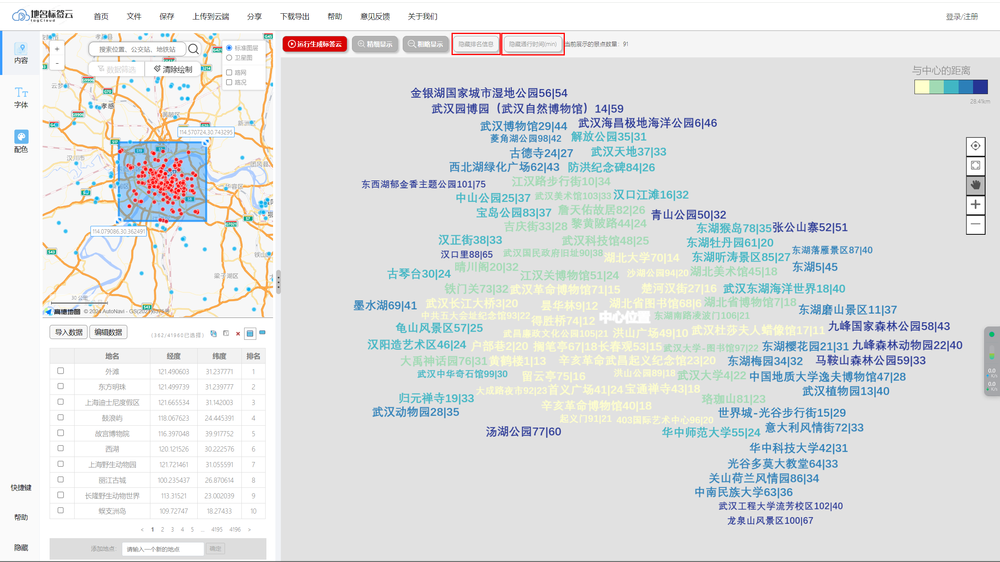 地名标签云
tagCloud
首页 文件 保存 上传到云端 分享 下载导出 帮助 意见反馈 关于我们 登录/注册
内容
字体
配色
快捷键
帮助
隐藏
+
-
搜索位置、公交站、地铁站
数据筛选 清除绘制
标准图层
卫星图
路网
路况
云梦县
G9906
G70
孝感
G9906
黄陂区
G70
新洲区
G45
114.570724,30.743295
S17
S19
汉川市
东西湖区
武汉
团风县
蔡甸区
华容区
S8
江夏区
S7
G7021
114.079086,30.362491
S43
铁山区
梁子湖区
30 公里
S43
高德地图 © 2024 AutoNavi - GS(2021)6375号
导入数据 编辑数据 (362/41960已选择)
地名 经度 纬度 排名
外滩 121.490603 31.237771 1
东方明珠 121.499739 31.239777 2
上海迪士尼度假区 121.665534 31.142003 3
鼓浪屿 118.067623 24.445391 4
故宫博物院 116.397048 39.917752 5
西湖 120.121526 30.222576 6
上海野生动物园 121.721461 31.055591 7
丽江古城 100.235437 26.870614 8
长隆野生动物世界 113.31521 23.002039 9
蜈支洲岛 109.72747 18.27433 10
< 1 2 3 4 5 ... 4195 4196 >
添加地点: 请输入一个新的地点 确定
运行生成标签云 精细显示 粗略显示 隐藏排名信息 隐藏通行时间(min) 当前展示的景点数量: 91
与中心的距离
28.41km
金银湖国家城市湿地公园56|54
武汉园博园（武汉自然博物馆）14|59
武汉博物馆29|44 武汉海昌极地海洋公园6|46
菱角湖公园98|42 解放公园35|31
古德寺24|27 武汉天地37|33
西北湖绿化广场62|43 防洪纪念碑84|26
东西湖郁金香主题公园101|75 江汉路步行街10|34
中山公园25|37 武汉美术馆103|33 汉口江滩16|32
宝岛公园83|37 詹天佑故居82|26 青山公园50|32
吉庆街33|28 黎黄陂路44|24 东湖猴岛78|35 张公山寨52|51
汉正街38|33 武汉科技馆48|25 东湖牡丹园61|20
汉口里88|65 武汉国民政府旧址90|38 湖北大学70|14 东湖听涛景区85|27 东湖落雁景区87|40
古琴台30|24 晴川阁20|32 江汉关博物馆51|24 沙湖公园94|20 湖北美术馆45|18 东湖5|45
铁门关73|32 武汉革命博物馆71|15 楚河汉街27|16 武汉东湖海洋世界18|40
墨水湖69|41 武汉长江大桥3|20 昙华林9|12 湖北省图书馆68|6 湖北省博物馆7|18 东湖磨山景区11|37
中共五大会址纪念馆93|22 得胜桥74|12 中心位置 东湖南路凌波门106|21
龟山风景区57|25 武昌廉政文化公园105|21 洪山广场49|10 武汉杜莎夫人蜡像馆17|11 九峰国家森林公园58|43
汉阳造艺术区46|24 户部巷2|20 搁笔亭67|18 长春观53|15 武汉大学-图书馆97|22 东湖樱花园21|31 九峰森林动物园22|40
大禹神话园76|31 黄鹤楼1|13 辛亥革命武昌起义纪念馆23|20 东湖梅园34|32 马鞍山森林公园59|33
武汉中华奇石馆99|30 留云亭75|16 洪山公园89|18 武汉大学4|22 中国地质大学逸夫博物馆47|28
大成路夜市92|23 首义广场41|24 宝通禅寺43|18 武汉植物园13|40
归元禅寺19|33 辛亥革命博物馆40|18 珞珈山81|23
武汉动物园28|35 起义门91|21 403国际艺术中心96|20 世界城-光谷步行街15|29
汤湖公园77|60 华中师范大学55|24 意大利风情街72|33
华中科技大学42|31
光谷多莫大教堂64|33
关山荷兰风情园86|34
中南民族大学63|36
武汉工程大学流芳校区102|40
龙泉山风景区100|67
0.0
K/s
0.0
K/s